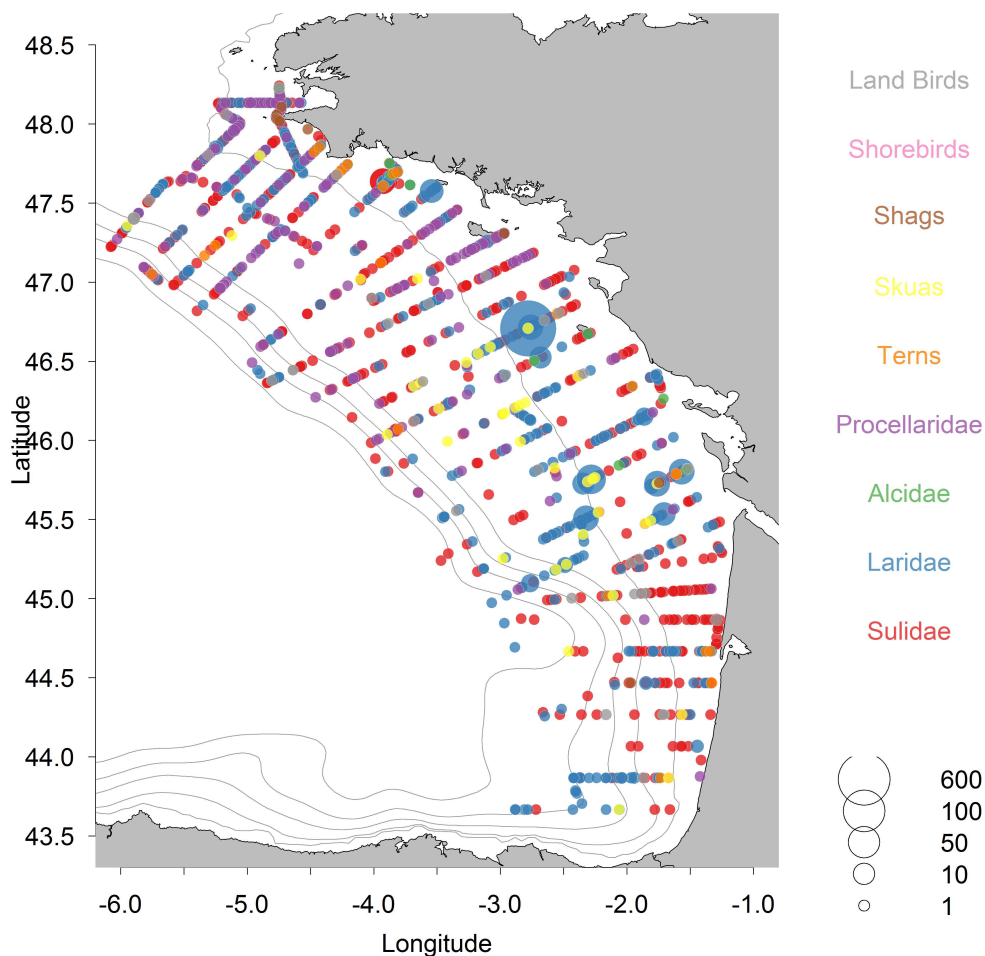 48.5
48.0
47.5
47.0
46.5
46.0
45.5
45.0
44.5
44.0
43.5
Latitude
-6.0 -5.0 -4.0 -3.0 -2.0 -1.0
Longitude
Land Birds
Shorebirds
Shags
Skuas
Terns
Procellaridae
Alcidae
Laridae
Sulidae
600
100
50
10
1